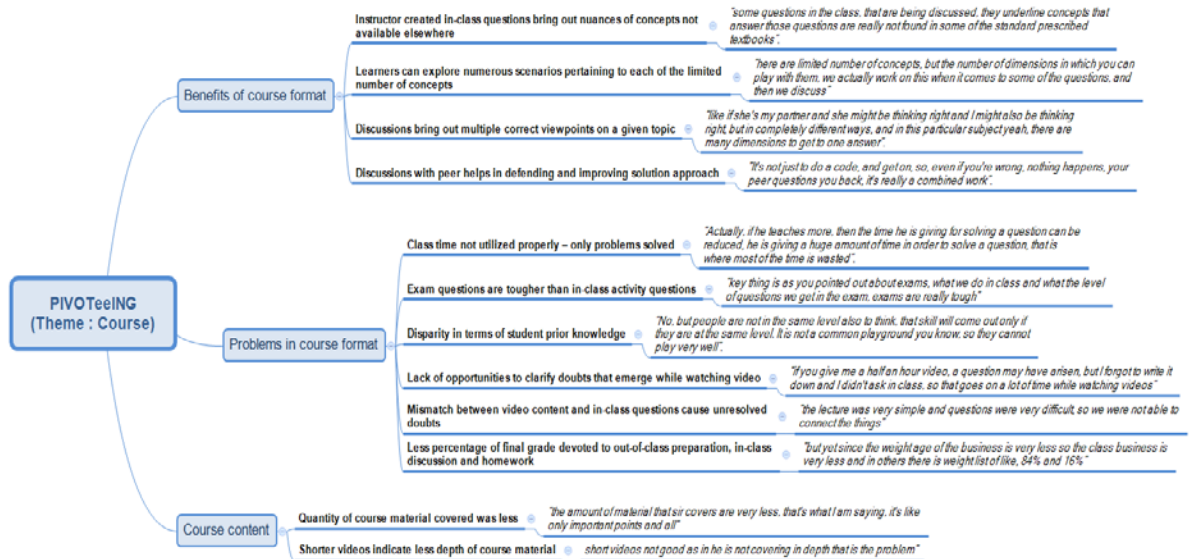 PIVOTeeING
(Theme : Course)
Benefits of course format
Instructor created in-class questions bring out nuances of concepts not
available elsewhere
"some questions in the class, that are being discussed, they underline concepts that
answer those questions are really not found in some of the standard prescribed
textbooks".
Learners can explore numerous scenarios pertaining to each of the limited
number of concepts
"here are limited number of concepts, but the number of dimensions in which you can
play with them, we actually work on this when it comes to some of the questions, and
then we discuss"
Discussions bring out multiple correct viewpoints on a given topic
"like if she's my partner and she might be thinking right and I might also be thinking
right, but in completely different ways, and in this particular subject yeah, there are
many dimensions to get to one answer".
Discussions with peer helps in defending and improving solution approach
"It's not just to do a code, and get on, so, even if you're wrong, nothing happens, your
peer questions you back, it's really a combined work".
Problems in course format
Class time not utilized properly – only problems solved
"Actually, if he teaches more, then the time he is giving for solving a question can be
reduced, he is giving a huge amount of time in order to solve a question, that is
where most of the time is wasted".
Exam questions are tougher than in-class activity questions
"key thing is as you pointed out about exams, what we do in class and what the level
of questions we get in the exam, exams are really tough"
Disparity in terms of student prior knowledge
"No, but people are not in the same level also to think, that skill will come out only if
they are at the same level. It is not a common playground you know, so they cannot
play very well".
Lack of opportunities to clarify doubts that emerge while watching video
"if you give me a half an hour video, a question may have arisen, but I forgot to write it
down and I didn't ask in class, so that goes on a lot of time while watching videos"
Mismatch between video content and in-class questions cause unresolved
doubts
"the lecture was very simple and questions were very difficult, so we were not able to
connect the things"
Less percentage of final grade devoted to out-of-class preparation, in-class
discussion and homework
"but yet since the weight age of the business is very less so the class business is
very less and in others there is weight list of like, 84% and 16%"
Course content
Quantity of course material covered was less
"the amount of material that sir covers are very less, that's what I am saying, it's like
only important points and all"
Shorter videos indicate less depth of course material
short videos not good as in he is not covering in depth that is the problem"